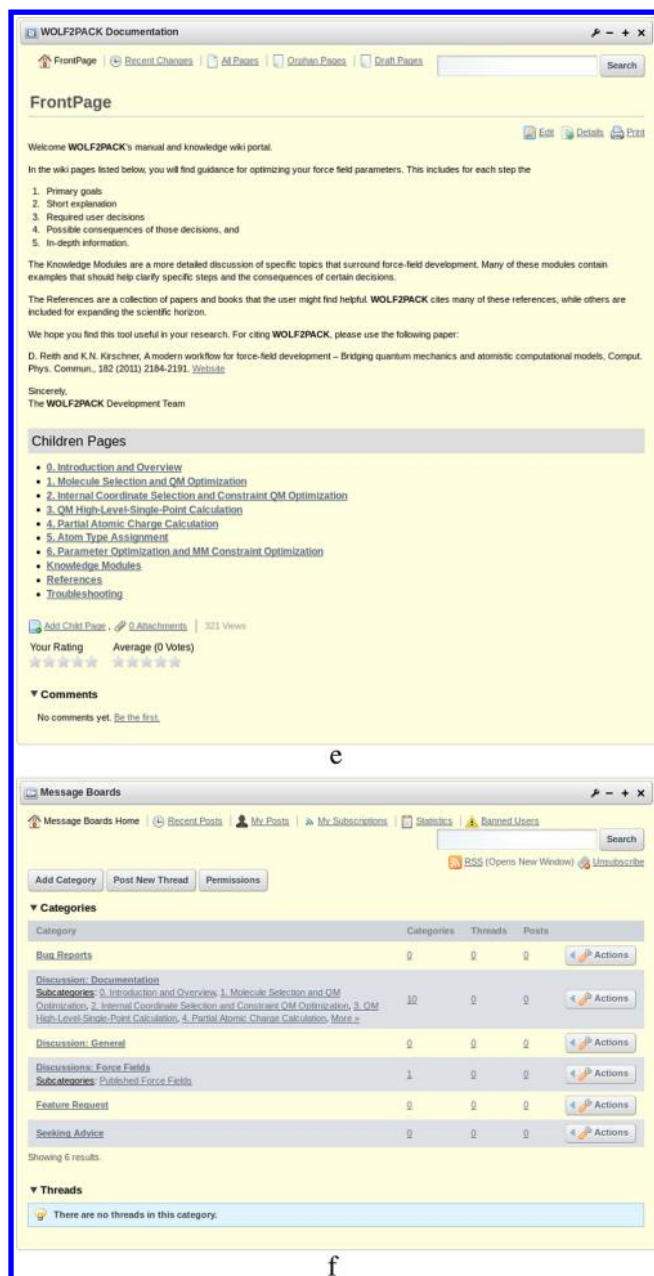 WOLF2PACK Documentation
FrontPage | Recent Changes | All Pages | Orphan Pages | Draft Pages
Search
FrontPage
Edit Details Print
Welcome WOLF2PACK's manual and knowledge wiki portal.
In the wiki pages listed below, you will find guidance for optimizing your force field parameters. This includes for each step the
1. Primary goals
2. Short explanation
3. Required user decisions
4. Possible consequences of those decisions, and
5. In-depth information.
The Knowledge Modules are a more detailed discussion of specific topics that surround force-field development. Many of these modules contain
examples that should help clarify specific steps and the consequences of certain decisions.
The References are a collection of papers and books that the user might find helpful. WOLF2PACK cites many of these references, while others are
included for expanding the scientific horizon.
We hope you find this tool useful in your research. For citing WOLF2PACK, please use the following paper:
D. Reith and K.N. Kirschner, A modern workflow for force-field development – Bridging quantum mechanics and atomistic computational models, Comput.
Phys. Commun., 182 (2011) 2184-2191. Website
Sincerely,
The WOLF2PACK Development Team
Children Pages
• 0. Introduction and Overview
• 1. Molecule Selection and QM Optimization
• 2. Internal Coordinate Selection and Constraint QM Optimization
• 3. QM High-Level-Single-Point Calculation
• 4. Partial Atomic Charge Calculation
• 5. Atom Type Assignment
• 6. Parameter Optimization and MM Constraint Optimization
• Knowledge Modules
• References
• Troubleshooting
Add Child Page , 0 Attachments | 321 Views
Your Rating Average (0 Votes)
▼ Comments
No comments yet. Be the first.
e
Message Boards
Message Boards Home | Recent Posts | My Posts | My Subscriptions | Statistics | Banned Users
Search
RSS (Opens New Window) Unsubscribe
Add Category Post New Thread Permissions
▼ Categories
Category Categories Threads Posts
Bug Reports 0 0 0 Actions
Discussion: Documentation
Subcategories: 0. Introduction and Overview, 1. Molecule Selection and QM
Optimization, 2. Internal Coordinate Selection and Constraint QM Optimization, 3. QM
High-Level-Single-Point Calculation, 4. Partial Atomic Charge Calculation, More »
10 0 0 Actions
Discussion: General 0 0 0 Actions
Discussions: Force Fields
Subcategories: Published Force Fields
1 0 0 Actions
Feature Request 0 0 0 Actions
Seeking Advice 0 0 0 Actions
Showing 6 results.
▼ Threads
There are no threads in this category.
f